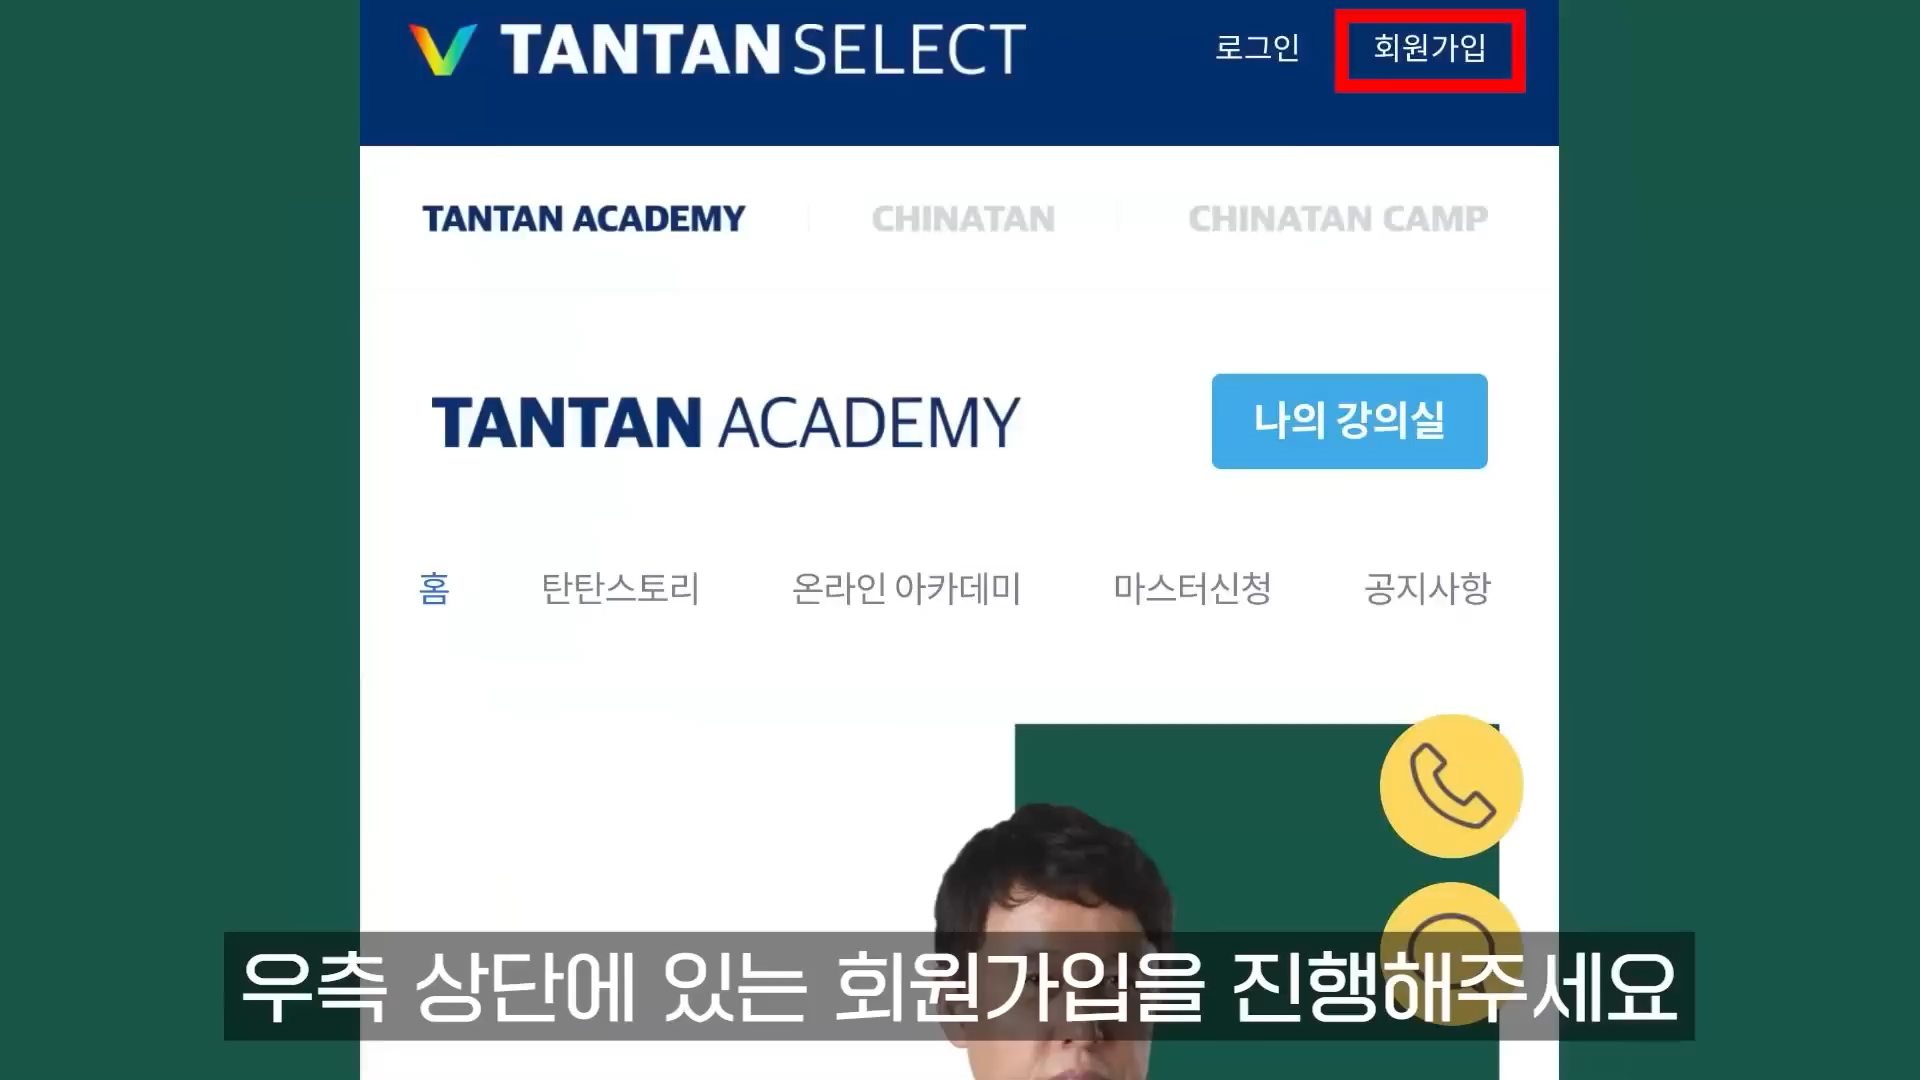 TANTAN SELECT
로그인 회원가입
TANTAN ACADEMY CHINATAN CHINATAN CAMP
TANTAN ACADEMY 나의 강의실
홈 탄탄스토리 온라인 아카데미 마스터신청 공지사항
우측 상단에 있는 회원가입을 진행해주세요